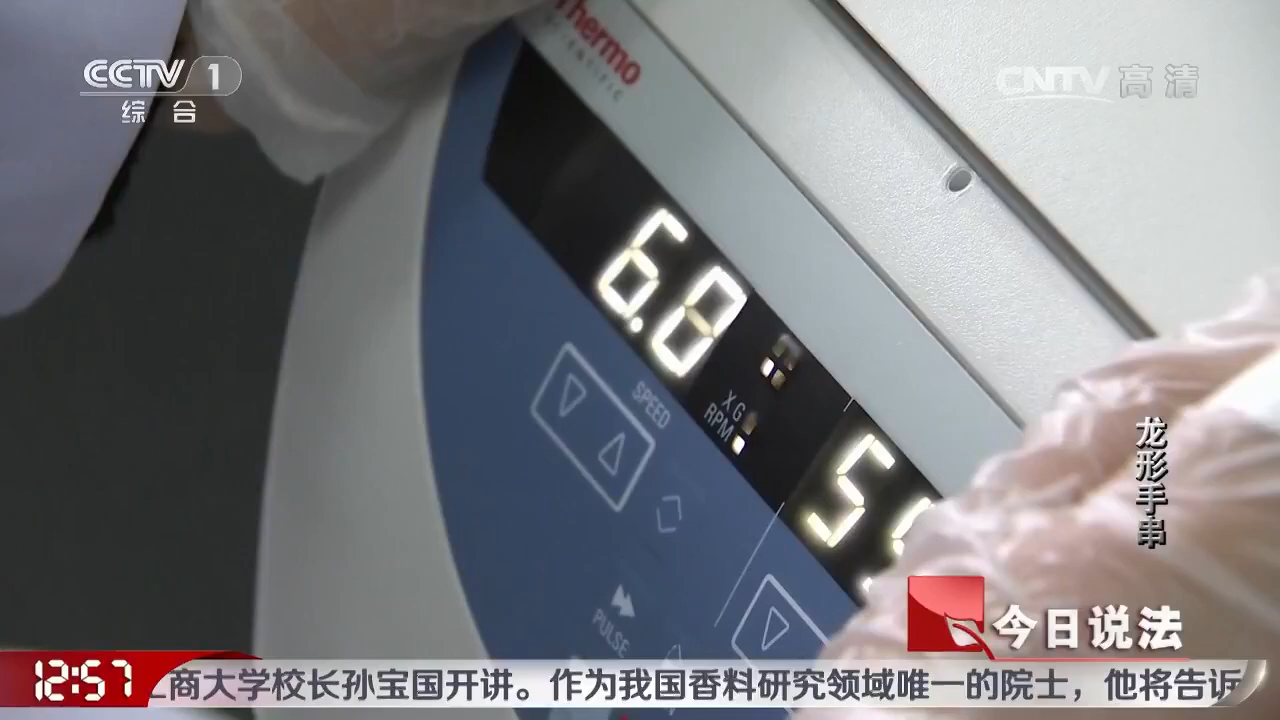 CCTV 1
综合
CNTV 高清
Thermo
6.0
SPEED
X G
RPM
5
PULSE
龙形手串
今日说法
12:57
工商大学校长孙宝国开讲。作为我国香料研究领域唯一的院士，他将告诉